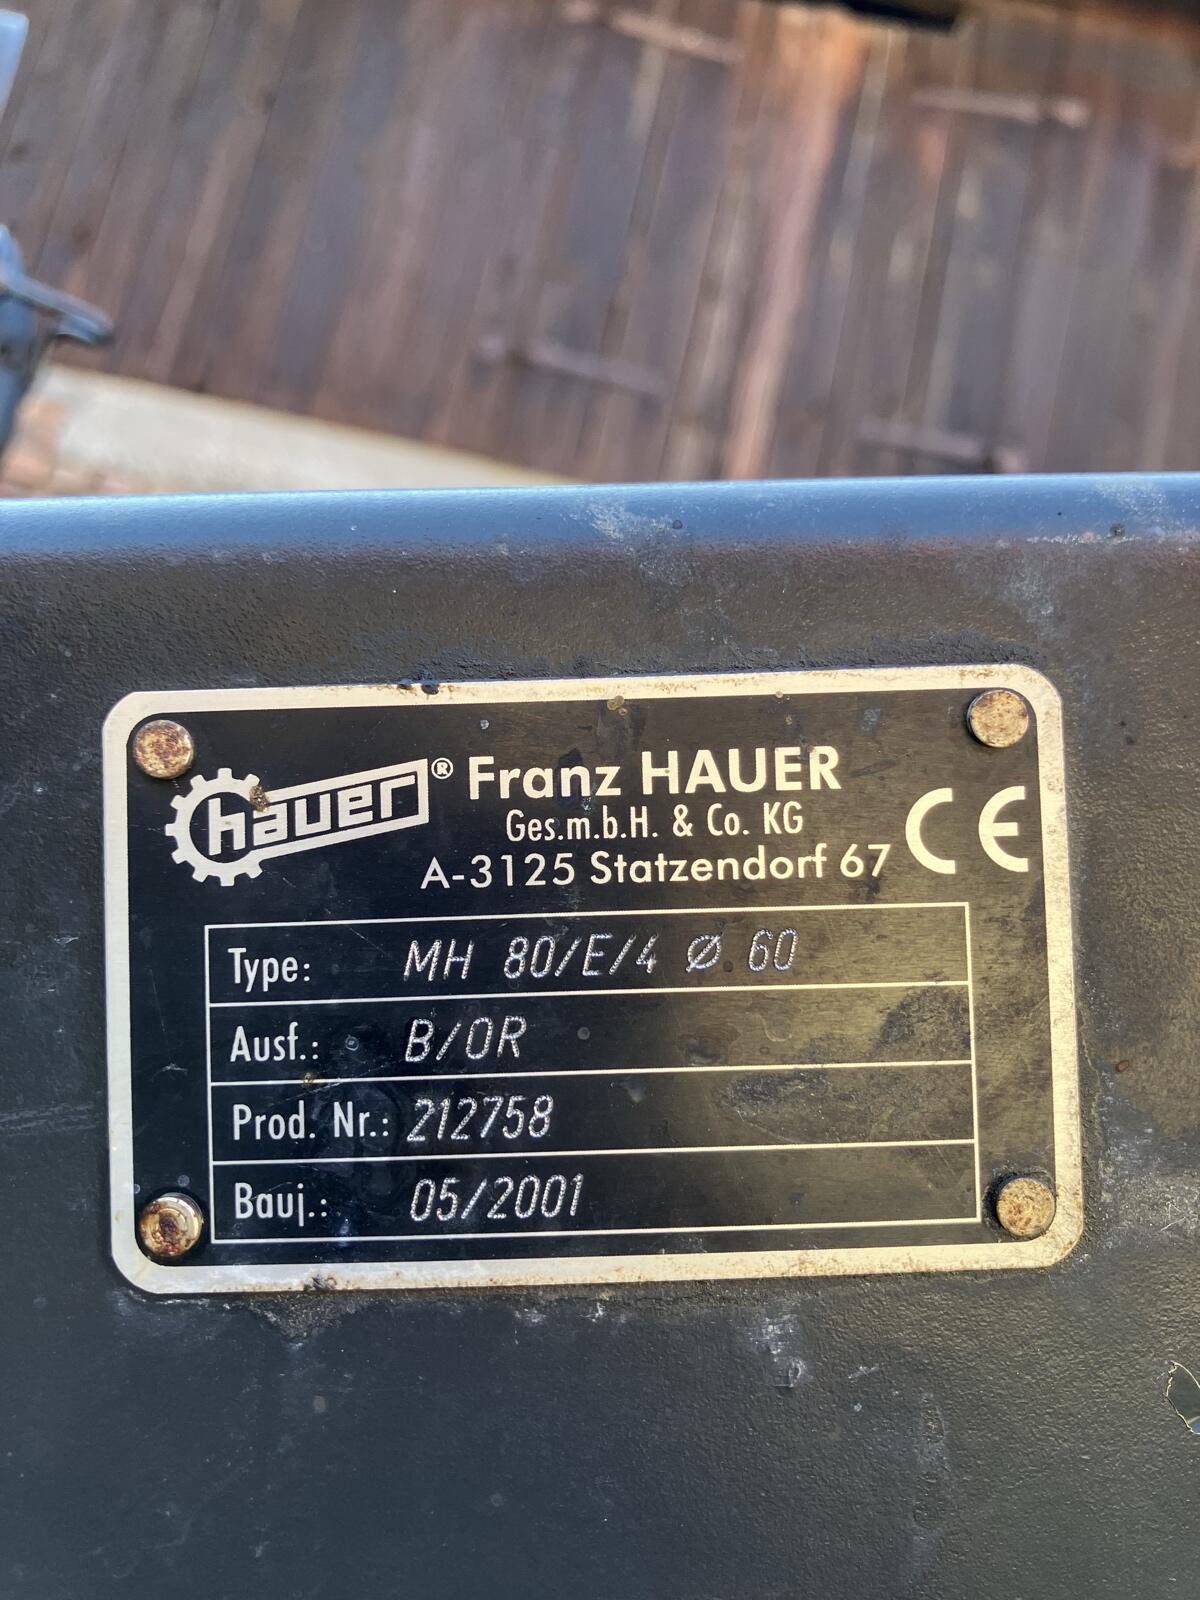 hauer® Franz HAUER
Ges.m.b.H. & Co. KG
A-3125 Statzendorf 67 CE
Type: MH 80/E/4 Ø 60
Ausf.: B/OR
Prod. Nr.: 212758
Bauj.: 05/2001